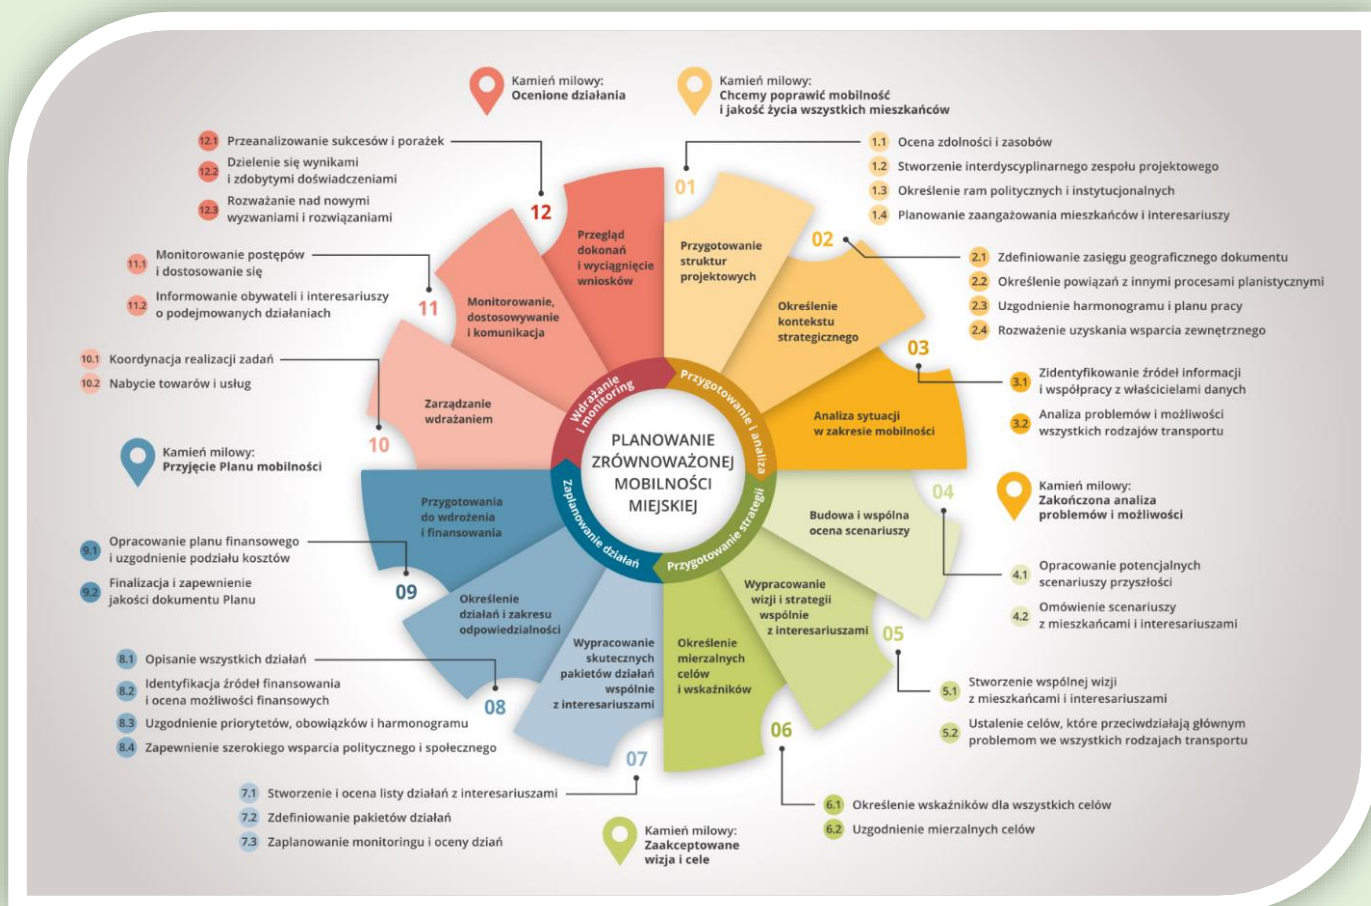 Kamień milowy:
Ocenione działania
Kamień milowy:
Chcemy poprawić mobilność
i jakość życia wszystkich mieszkańców
12.1 Przeanalizowanie sukcesów i porażek
12.2 Dzielenie się wynikami
i zdobytymi doświadczeniami
12.3 Rozważanie nad nowymi
wyzwaniami i rozwiązaniami
1.1 Ocena zdolności i zasobów
1.2 Stworzenie interdyscyplinarnego zespołu projektowego
1.3 Określenie ram politycznych i instytucjonalnych
1.4 Planowanie zaangażowania mieszkańców i interesariuszy
11.1 Monitorowanie postępów
i dostosowanie się
11.2 Informowanie obywateli i interesariuszy
o podejmowanych działaniach
2.1 Zdefiniowanie zasięgu geograficznego dokumentu
2.2 Określenie powiązań z innymi procesami planistycznymi
2.3 Uzgodnienie harmonogramu i planu pracy
2.4 Rozważenie uzyskania wsparcia zewnętrznego
10.1 Koordynacja realizacji zadań
10.2 Nabycie towarów i usług
3.1 Zidentyfikowanie źródeł informacji
i współpracy z właścicielami danych
3.2 Analiza problemów i możliwości
wszystkich rodzajów transportu
Kamień milowy:
Przyjęcie Planu mobilności
Kamień milowy:
Zakończona analiza
problemów i możliwości
01
Przygotowanie
struktur
projektowych
02
Określenie
kontekstu
strategicznego
03
Analiza sytuacji
w zakresie mobilności
04
Budowa i wspólna
ocena scenariuszy
05
Wypracowanie
wizji i strategii
wspólnie
z interesariuszami
06
Określenie
mierzalnych
celów
i wskaźników
07
Wypracowanie
skutecznych
pakietów działań
wspólnie
z interesariuszami
08
Określenie
działań i zakresu
odpowiedzialności
09
Przygotowania
do wdrożenia
i finansowania
10
Zarządzanie
wdrażaniem
11
Monitorowanie,
dostosowywanie
i komunikacja
12
Przegląd
dokonań
i wyciągnięcie
wniosków
Przygotowanie i analiza
Przygotowanie strategii
Zaplanowanie działań
Wdrażanie
i monitoring
PLANOWANIE
ZRÓWNOWAŻONEJ
MOBILNOŚCI
MIEJSKIEJ
9.1 Opracowanie planu finansowego
i uzgodnienie podziału kosztów
9.2 Finalizacja i zapewnienie
jakości dokumentu Planu
4.1 Opracowanie potencjalnych
scenariuszy przyszłości
4.2 Omówienie scenariuszy
z mieszkańcami i interesariuszami
8.1 Opisanie wszystkich działań
8.2 Identyfikacja źródeł finansowania
i ocena możliwości finansowych
8.3 Uzgodnienie priorytetów, obowiązków i harmonogramu
8.4 Zapewnienie szerokiego wsparcia politycznego i społecznego
5.1 Stworzenie wspólnej wizji
z mieszkańcami i interesariuszami
5.2 Ustalenie celów, które przeciwdziałają głównym
problemom we wszystkich rodzajach transportu
7.1 Stworzenie i ocena listy działań z interesariuszami
7.2 Zdefiniowanie pakietów działań
7.3 Zaplanowanie monitoringu i oceny dziań
6.1 Określenie wskaźników dla wszystkich celów
6.2 Uzgodnienie mierzalnych celów
Kamień milowy:
Zaakceptowane
wizja i cele